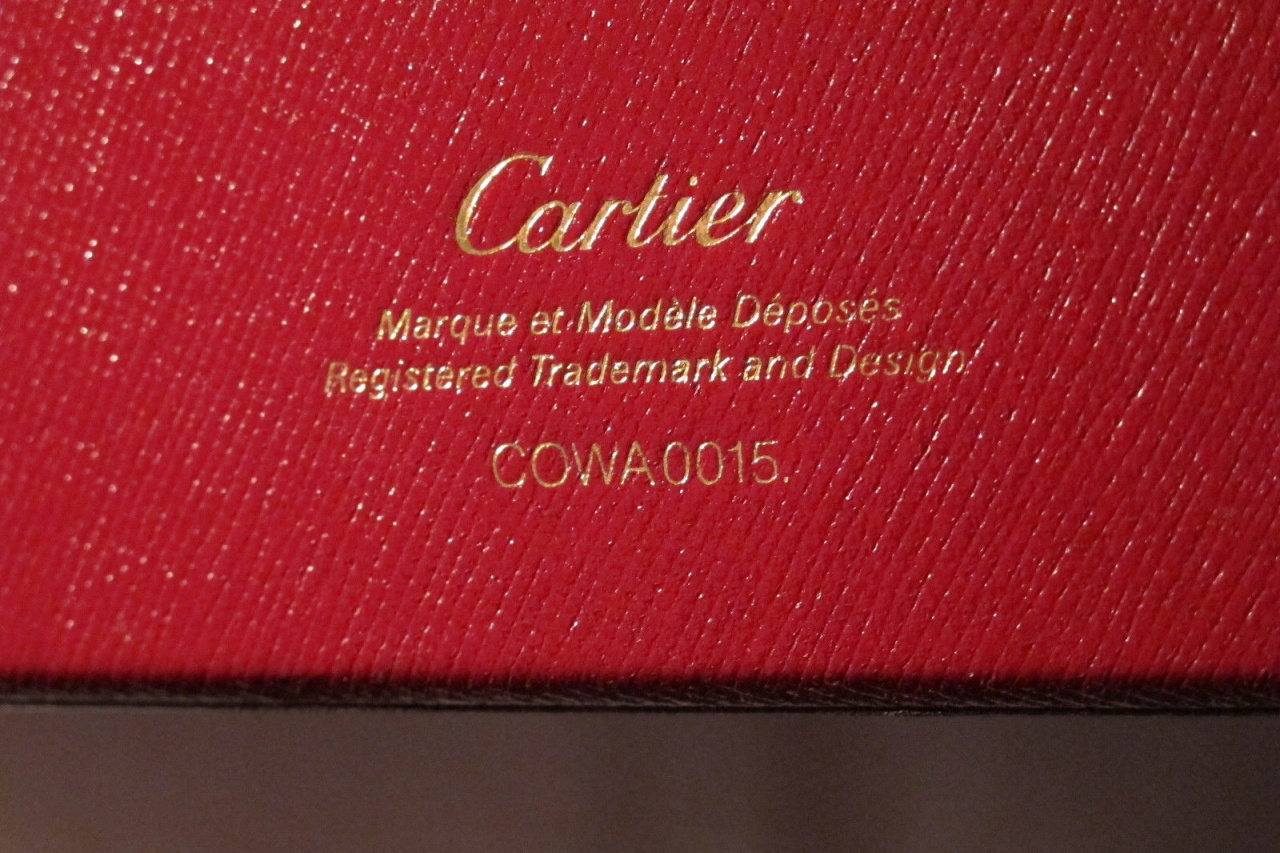 Cartier
Marque et Modèle Déposés
Registered Trademark and Design
COWA0015.